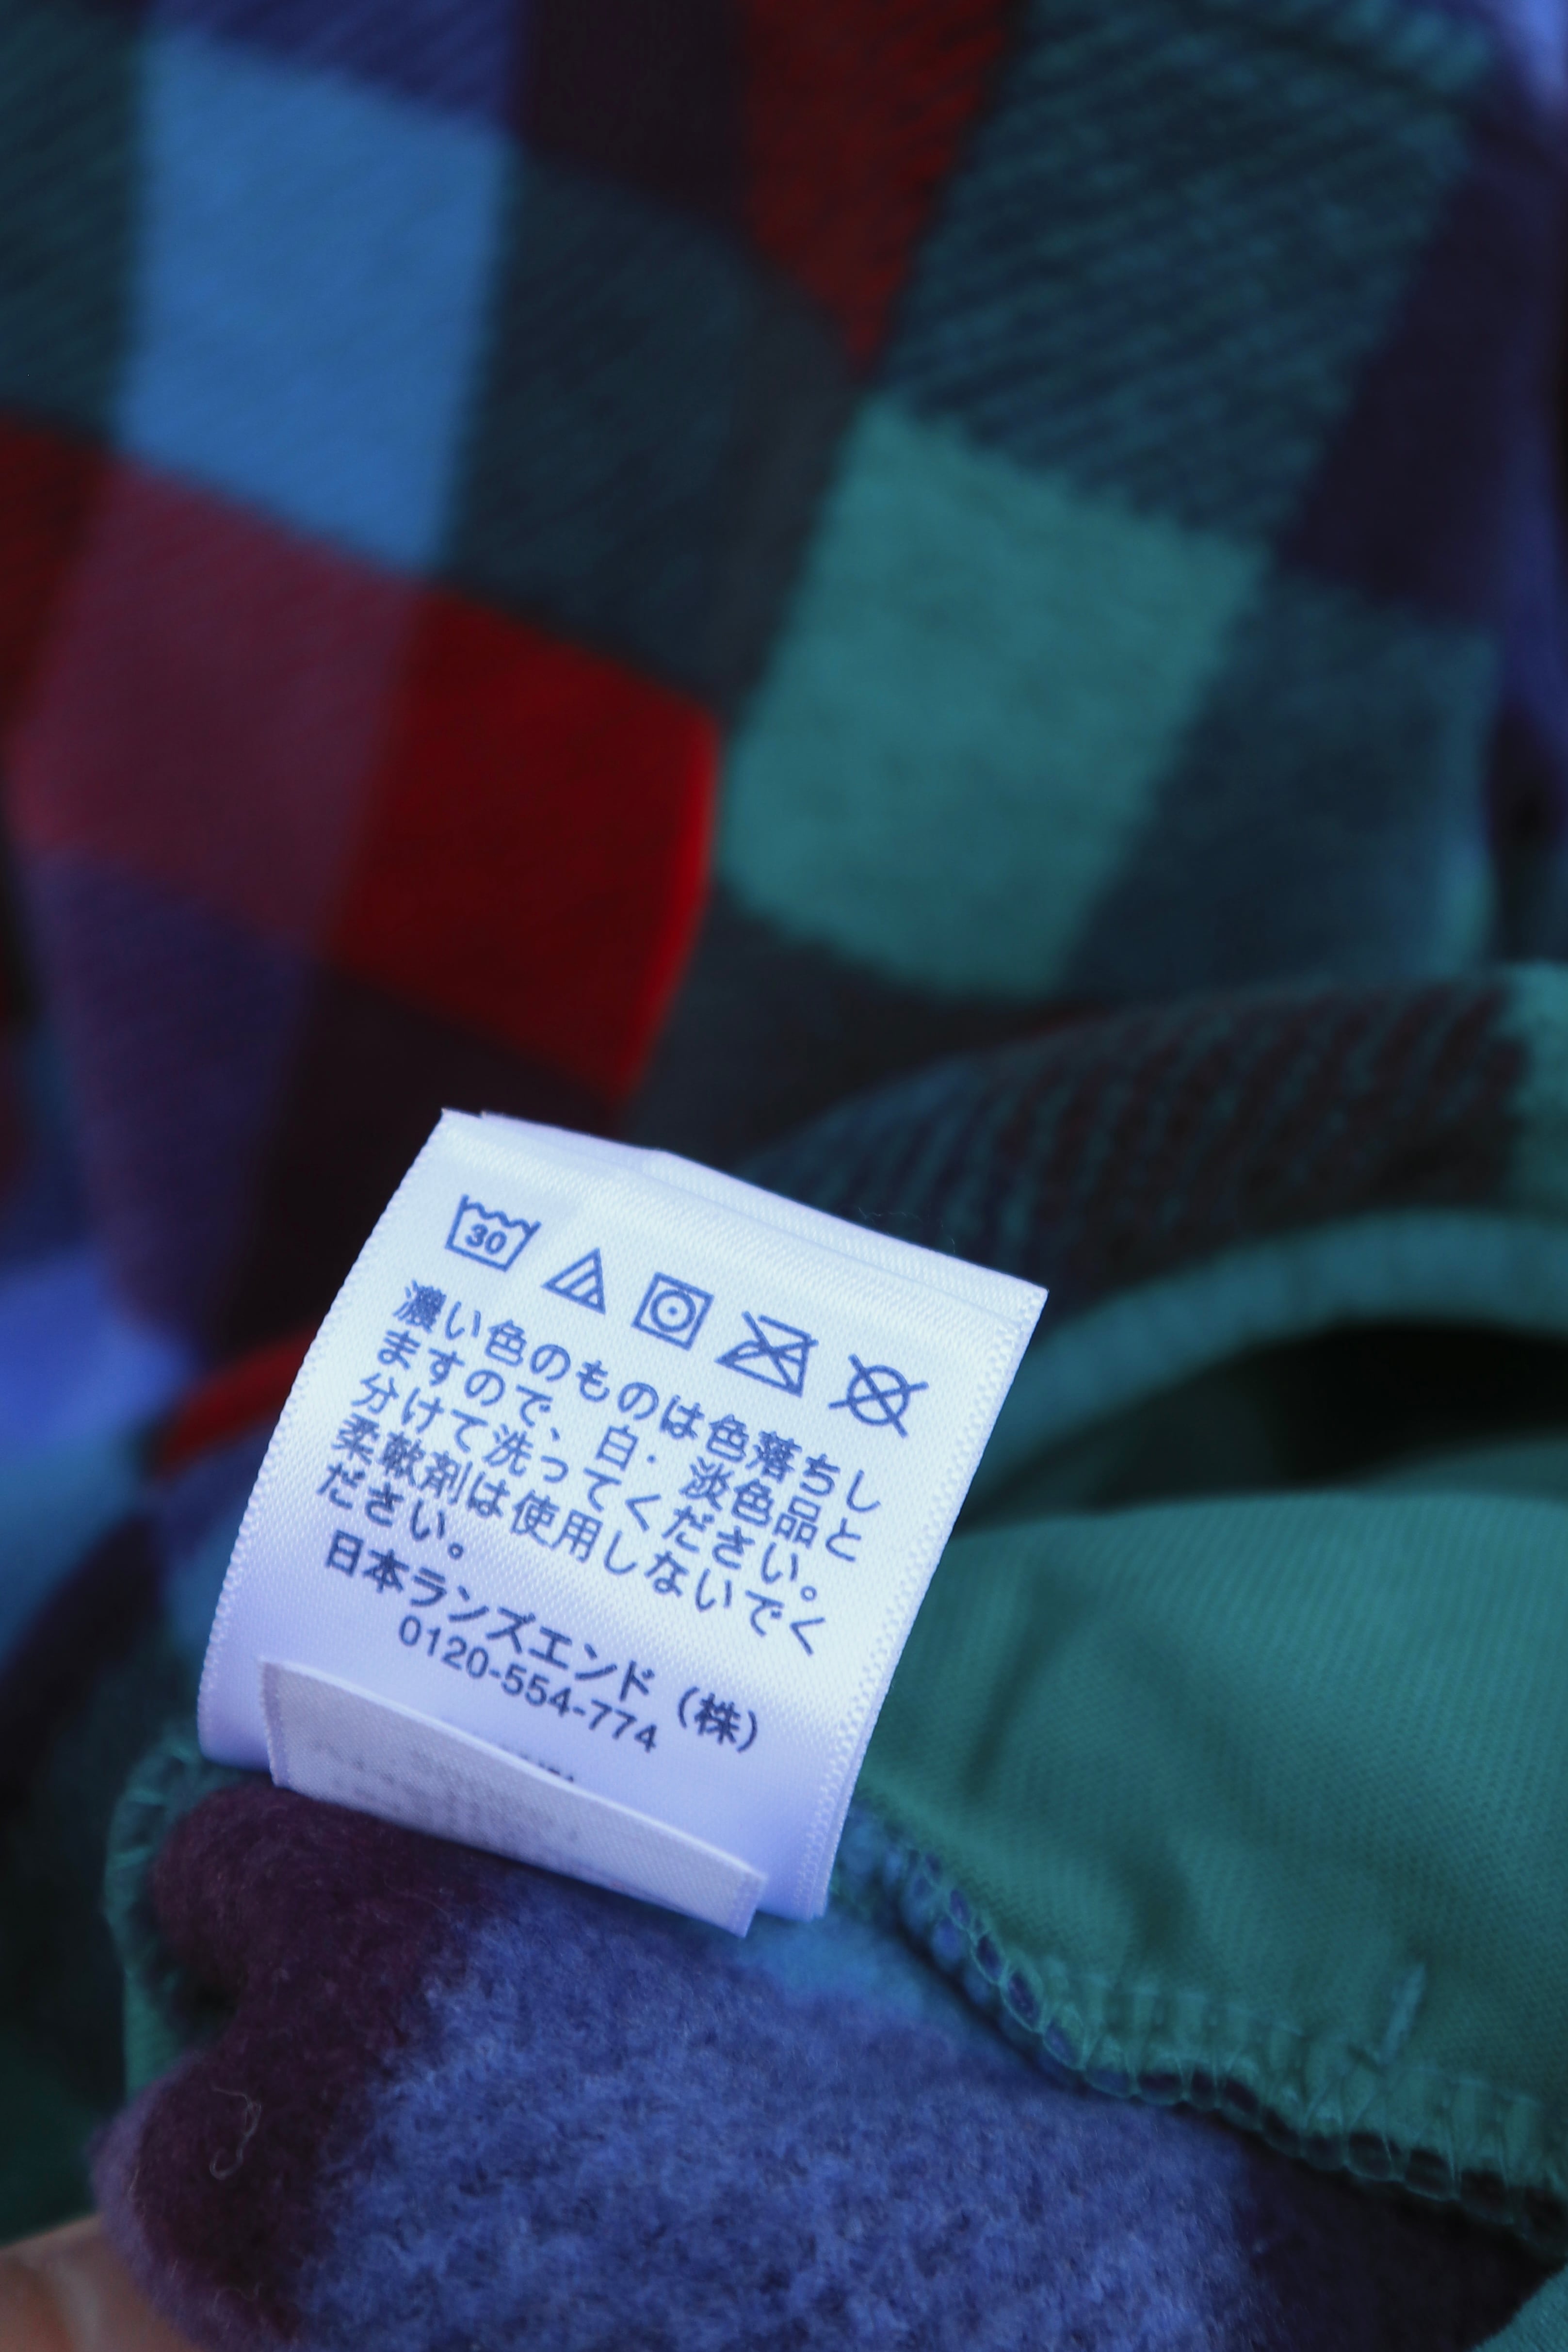 30
濃い色のものは色落ちし
ますので、白・淡色品と
分けて洗ってください。
柔軟剤は使用しないでく
ださい。
日本ランズエンド（株）
0120-554-774